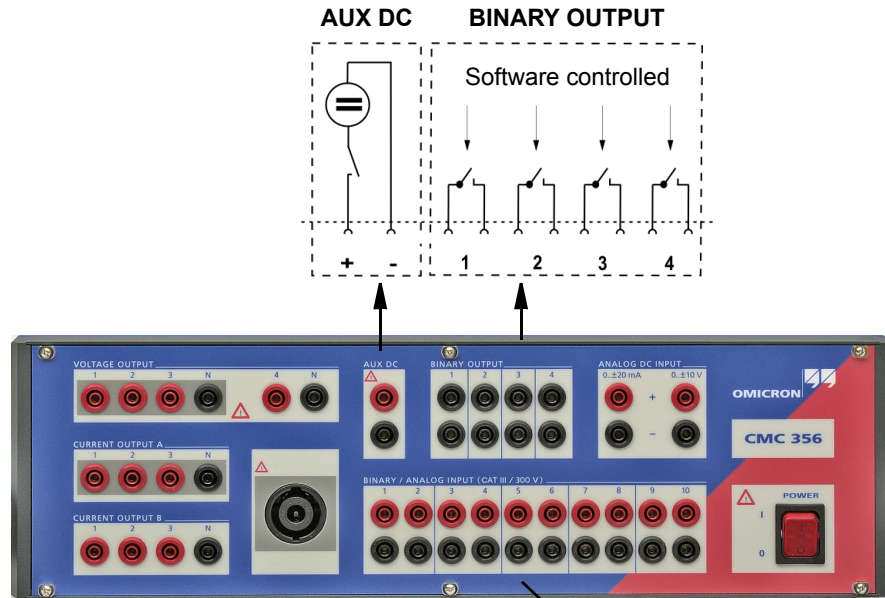 AUX DC BINARY OUTPUT
Software controlled
+ - 1 2 3 4
VOLTAGE OUTPUT
1 2 3 N 4 N
AUX DC
BINARY OUTPUT
1 2 3 4
ANALOG DC INPUT
0..±20 mA 0..±10 V
+
−
OMICRON
CMC 356
CURRENT OUTPUT A
1 2 3 N
BINARY / ANALOG INPUT (CAT III / 300 V)
1 2 3 4 5 6 7 8 9 10
POWER
I
0
CURRENT OUTPUT B
1 2 3 N